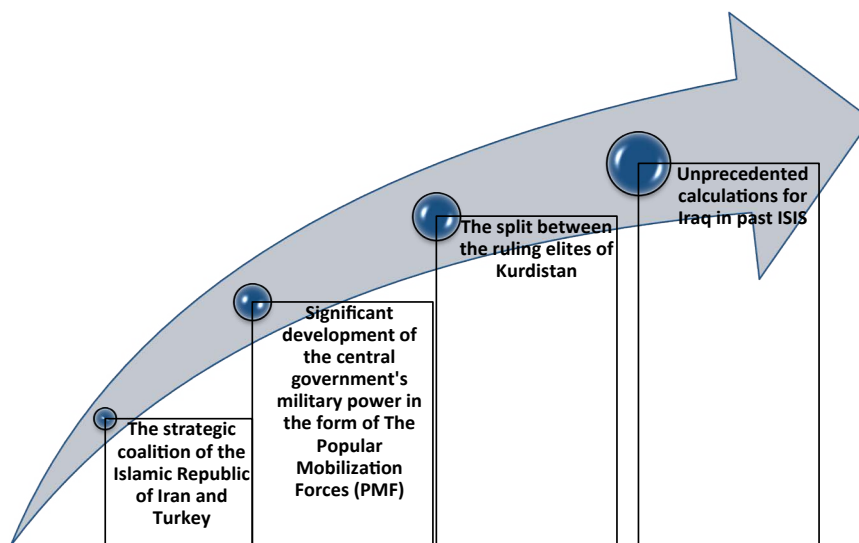 The strategic
coalition of the
Islamic Republic
of Iran and
Turkey
Significant
development of
the central
government's
military power in
the form of The
Popular
Mobilization
Forces (PMF)
The split between
the ruling elites of
Kurdistan
Unprecedented
calculations for
Iraq in past ISIS